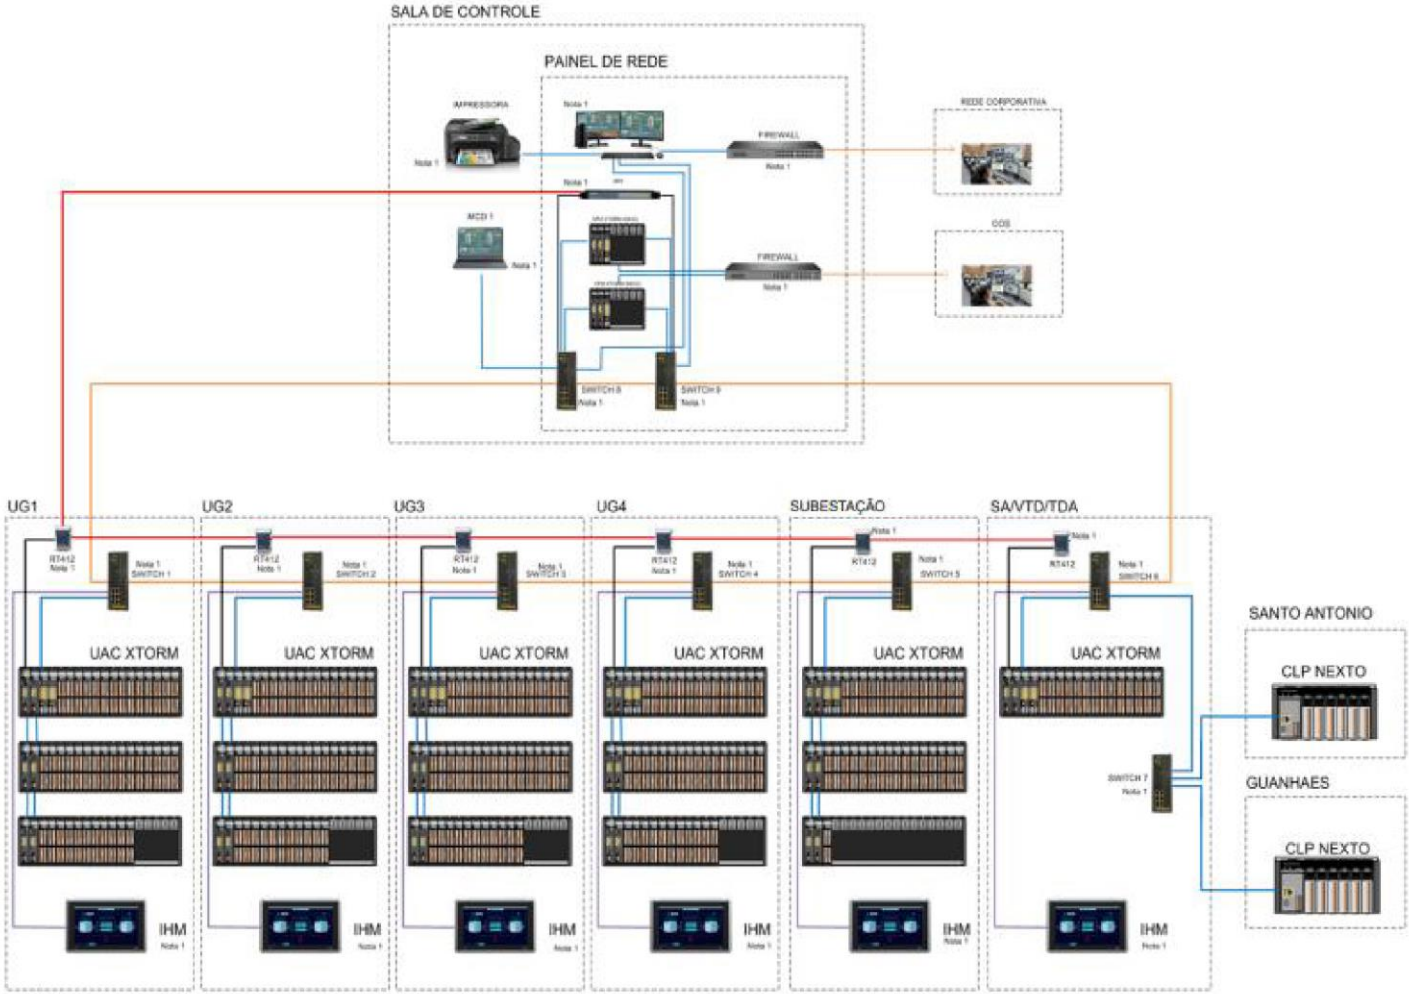 SALA DE CONTROLE
PAINEL DE REDE
IMPRESSORA
Nota 1
Nota 1
FIREWALL
Nota 1
REDE CORPORATIVA
Nota 1
MCD 1
Nota 1
FIREWALL
Nota 1
COS
SWITCH 8
Nota 1
SWITCH 9
Nota 1
UG1
RT412
Nota 1
Nota 1
SWITCH 1
UAC XTORM
IHM
Nota 1
UG2
RT412
Nota 1
Nota 1
SWITCH 2
UAC XTORM
IHM
Nota 1
UG3
RT412
Nota 1
Nota 1
SWITCH 3
UAC XTORM
IHM
Nota 1
UG4
RT412
Nota 1
Nota 1
SWITCH 4
UAC XTORM
IHM
Nota 1
SUBESTAÇÃO
Nota 1
RT412
Nota 1
SWITCH 5
UAC XTORM
IHM
Nota 1
SA/VTD/TDA
Nota 1
RT412
Nota 1
SWITCH 6
UAC XTORM
SWITCH 7
Nota 1
IHM
Nota 1
SANTO ANTONIO
CLP NEXTO
GUANHAES
CLP NEXTO